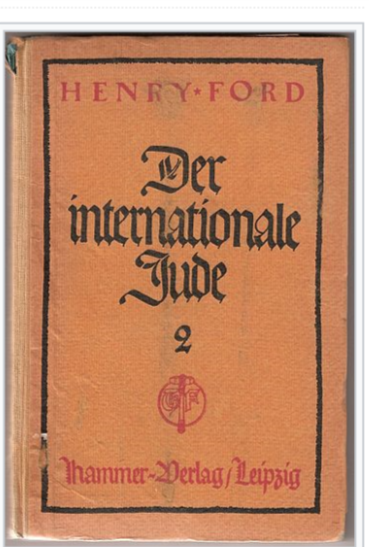 HENRY*FORD
Der
internationale
Jude
2
Hammer-Verlag/Leipzig